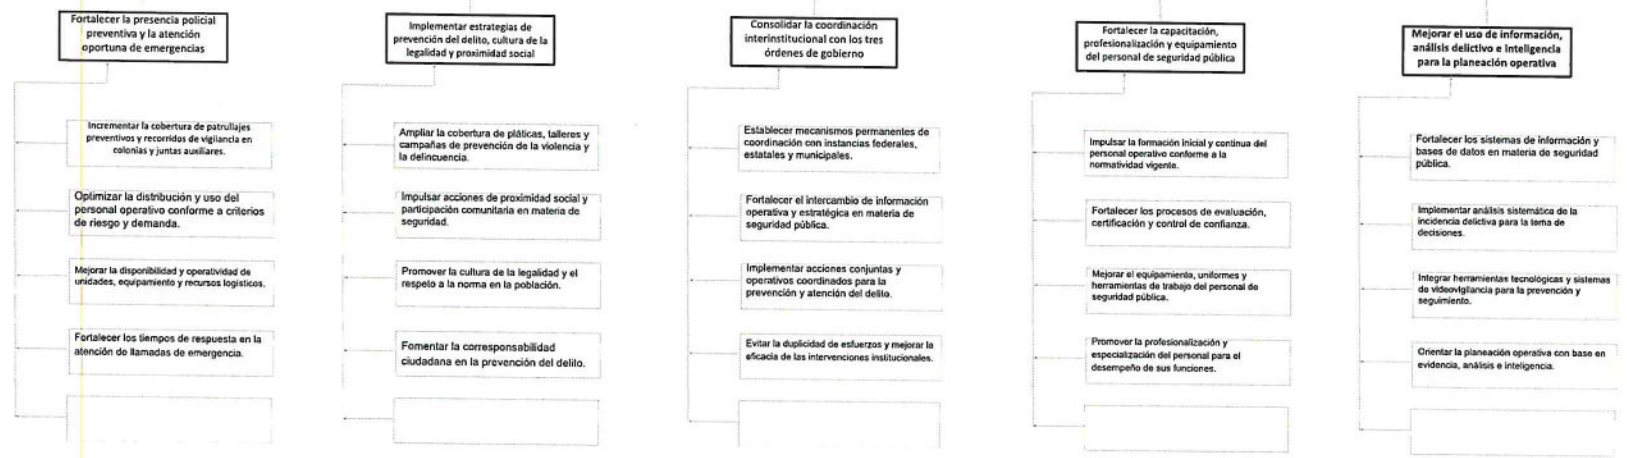 Fortalecer la presencia policial
preventiva y la atención
oportuna de emergencias
Incrementar la cobertura de patrullajes
preventivos y recorridos de vigilancia en
colonias y juntas auxiliares.
Optimizar la distribución y uso del
personal operativo conforme a criterios
de riesgo y demanda.
Mejorar la disponibilidad y operatividad de
unidades, equipamiento y recursos logísticos.
Fortalecer los tiempos de respuesta en la
atención de llamadas de emergencia.
Implementar estrategias de
prevención del delito, cultura de la
legalidad y proximidad social
Ampliar la cobertura de pláticas, talleres y
campañas de prevención de la violencia y
la delincuencia.
Impulsar acciones de proximidad social y
participación comunitaria en materia de
seguridad.
Promover la cultura de la legalidad y el
respeto a la norma en la población.
Fomentar la corresponsabilidad
ciudadana en la prevención del delito.
Consolidar la coordinación
interinstitucional con los tres
órdenes de gobierno
Establecer mecanismos permanentes de
coordinación con instancias federales,
estatales y municipales.
Fortalecer el intercambio de información
operativa y estratégica en materia de
seguridad pública.
Implementar acciones conjuntas y
operativos coordinados para la
prevención y atención del delito.
Evitar la duplicidad de esfuerzos y mejorar la
eficacia de las intervenciones institucionales.
Fortalecer la capacitación,
profesionalización y equipamiento
del personal de seguridad pública
Impulsar la formación inicial y continua del
personal operativo conforme a la
normatividad vigente.
Fortalecer los procesos de evaluación,
certificación y control de confianza.
Mejorar el equipamiento, uniformes y
herramientas de trabajo del personal de
seguridad pública.
Promover la profesionalización y
especialización del personal para el
desempeño de sus funciones.
Mejorar el uso de información,
análisis delictivo e inteligencia
para la planeación operativa
Fortalecer los sistemas de información y
bases de datos en materia de seguridad
pública.
Implementar análisis sistemático de la
incidencia delictiva para la toma de
decisiones.
Integrar herramientas tecnológicas y sistemas
de videovigilancia para la prevención y
seguimiento.
Orientar la planeación operativa con base en
evidencia, análisis e inteligencia.